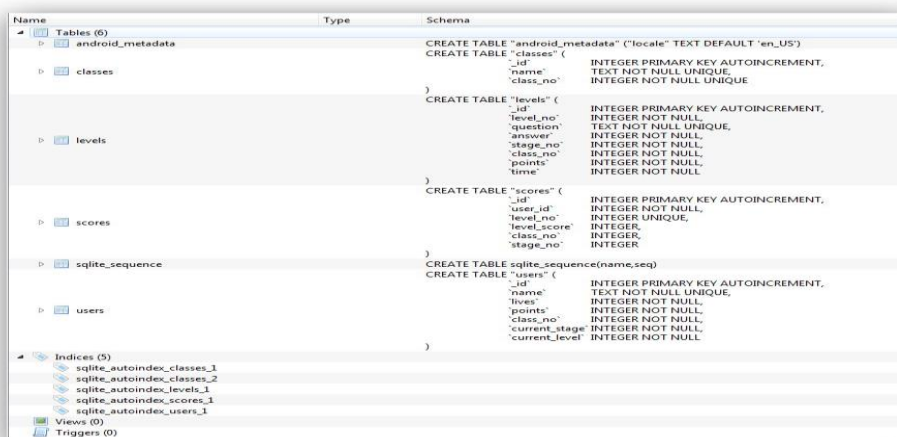 Name Type Schema
Tables (6)
android_metadata CREATE TABLE "android_metadata" ("locale" TEXT DEFAULT 'en_US')
classes CREATE TABLE "classes" (
`_id` INTEGER PRIMARY KEY AUTOINCREMENT,
`name` TEXT NOT NULL UNIQUE,
`class_no` INTEGER NOT NULL UNIQUE
)
levels CREATE TABLE "levels" (
`_id` INTEGER PRIMARY KEY AUTOINCREMENT,
`level_no` INTEGER NOT NULL,
`question` TEXT NOT NULL UNIQUE,
`answer` INTEGER NOT NULL,
`stage_no` INTEGER NOT NULL,
`class_no` INTEGER NOT NULL,
`points` INTEGER NOT NULL,
`time` INTEGER NOT NULL
)
scores CREATE TABLE "scores" (
`_id` INTEGER PRIMARY KEY AUTOINCREMENT,
`user_id` INTEGER NOT NULL,
`level_no` INTEGER UNIQUE,
`level_score` INTEGER,
`class_no` INTEGER,
`stage_no` INTEGER
)
sqlite_sequence CREATE TABLE sqlite_sequence(name,seq)
users CREATE TABLE "users" (
`_id` INTEGER PRIMARY KEY AUTOINCREMENT,
`name` TEXT NOT NULL UNIQUE,
`lives` INTEGER NOT NULL,
`points` INTEGER NOT NULL,
`class_no` INTEGER NOT NULL,
`current_stage` INTEGER NOT NULL,
`current_level` INTEGER NOT NULL
)
Indices (5)
sqlite_autoindex_classes_1
sqlite_autoindex_classes_2
sqlite_autoindex_levels_1
sqlite_autoindex_scores_1
sqlite_autoindex_users_1
Views (0)
Triggers (0)